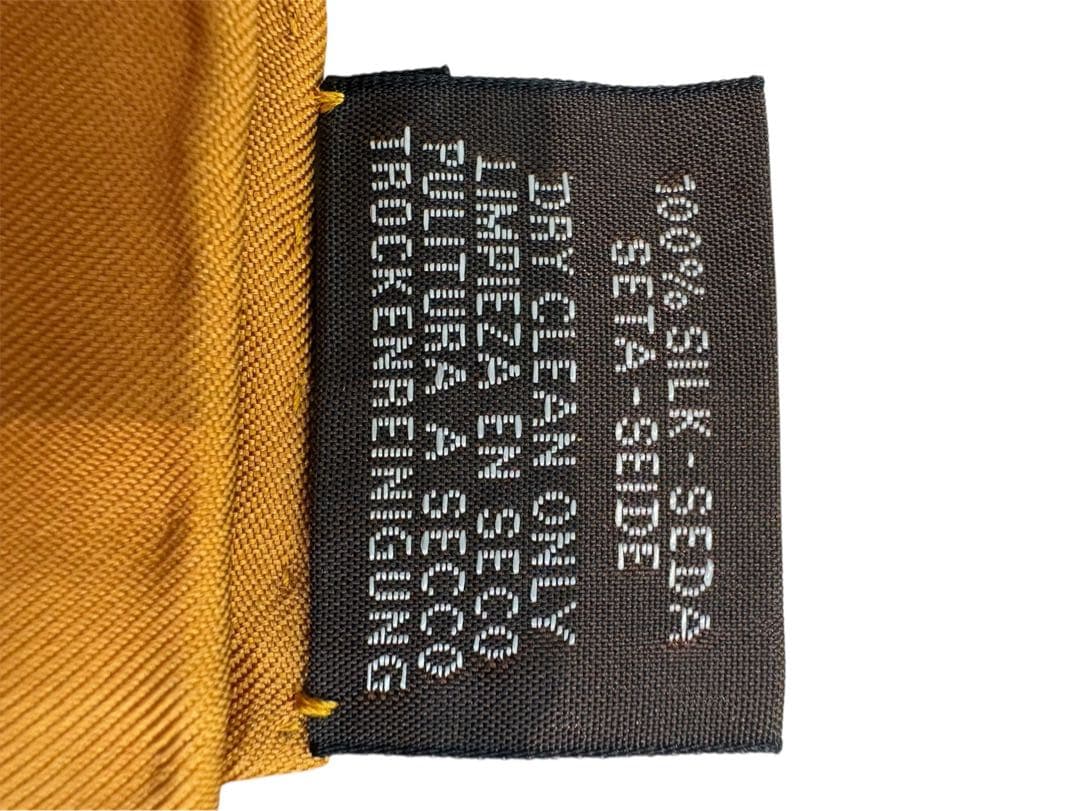 100% SILK-SEDA
SETA-SEIDE
DRY CLEAN ONLY
LIMPIEZA EN SECO
PULITURA A SECCO
TROCKENREINIGUNG